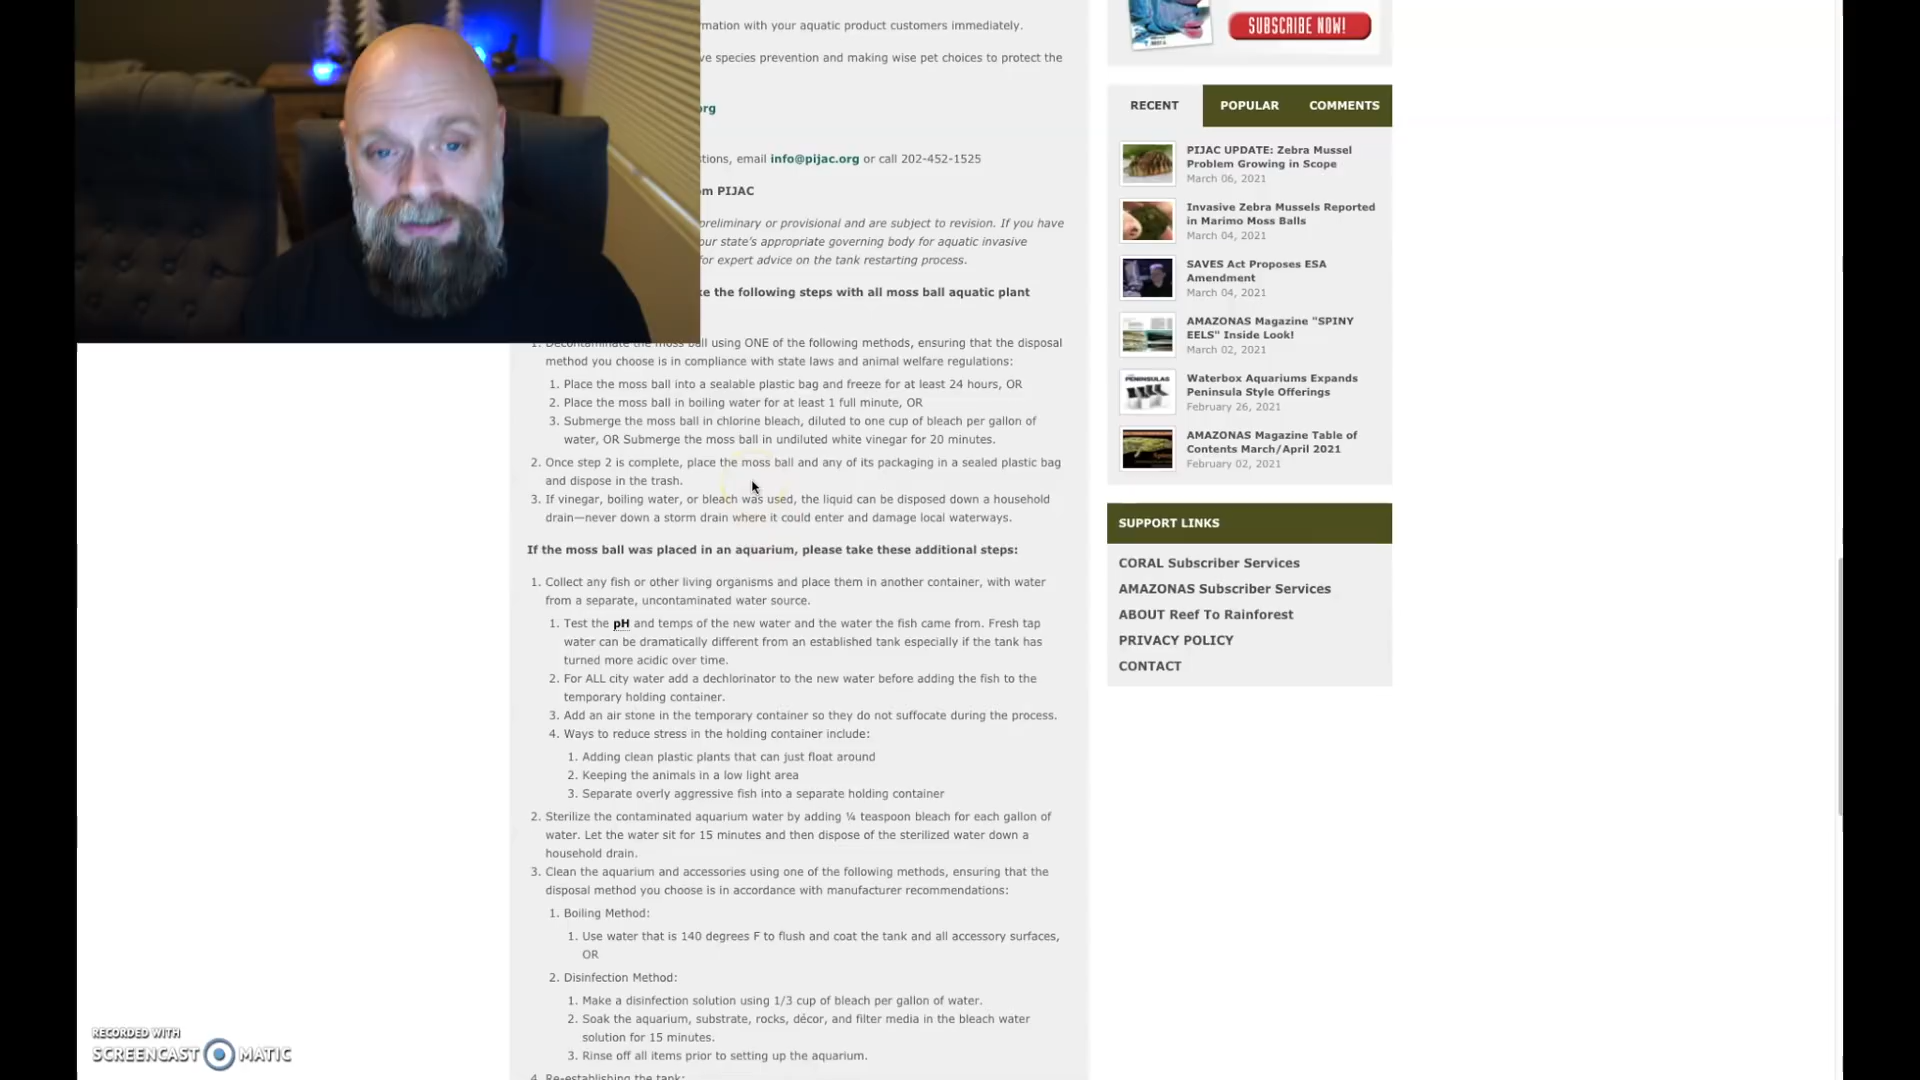 rmation with your aquatic product customers immediately.
ve species prevention and making wise pet choices to protect the
org
stions, email info@pijac.org or call 202-452-1525
om PIJAC
preliminary or provisional and are subject to revision. If you have
our state's appropriate governing body for aquatic invasive
for expert advice on the tank restarting process.
ke the following steps with all moss ball aquatic plant
1. Decontaminate the moss ball using ONE of the following methods, ensuring that the disposal
method you choose is in compliance with state laws and animal welfare regulations:
1. Place the moss ball into a sealable plastic bag and freeze for at least 24 hours, OR
2. Place the moss ball in boiling water for at least 1 full minute, OR
3. Submerge the moss ball in chlorine bleach, diluted to one cup of bleach per gallon of
water, OR Submerge the moss ball in undiluted white vinegar for 20 minutes.
2. Once step 2 is complete, place the moss ball and any of its packaging in a sealed plastic bag
and dispose in the trash.
3. If vinegar, boiling water, or bleach was used, the liquid can be disposed down a household
drain—never down a storm drain where it could enter and damage local waterways.
If the moss ball was placed in an aquarium, please take these additional steps:
1. Collect any fish or other living organisms and place them in another container, with water
from a separate, uncontaminated water source.
1. Test the pH and temps of the new water and the water the fish came from. Fresh tap
water can be dramatically different from an established tank especially if the tank has
turned more acidic over time.
2. For ALL city water add a dechlorinator to the new water before adding the fish to the
temporary holding container.
3. Add an air stone in the temporary container so they do not suffocate during the process.
4. Ways to reduce stress in the holding container include:
1. Adding clean plastic plants that can just float around
2. Keeping the animals in a low light area
3. Separate overly aggressive fish into a separate holding container
2. Sterilize the contaminated aquarium water by adding ¼ teaspoon bleach for each gallon of
water. Let the water sit for 15 minutes and then dispose of the sterilized water down a
household drain.
3. Clean the aquarium and accessories using one of the following methods, ensuring that the
disposal method you choose is in accordance with manufacturer recommendations:
1. Boiling Method:
1. Use water that is 140 degrees F to flush and coat the tank and all accessory surfaces,
OR
2. Disinfection Method:
1. Make a disinfection solution using 1/3 cup of bleach per gallon of water.
2. Soak the aquarium, substrate, rocks, décor, and filter media in the bleach water
solution for 15 minutes.
3. Rinse off all items prior to setting up the aquarium.
4. Re-establishing the tank:
SUBSCRIBE NOW!
RECENT POPULAR COMMENTS
PIJAC UPDATE: Zebra Mussel
Problem Growing in Scope
March 06, 2021
Invasive Zebra Mussels Reported
in Marimo Moss Balls
March 04, 2021
SAVES Act Proposes ESA
Amendment
March 04, 2021
AMAZONAS Magazine "SPINY
EELS" Inside Look!
March 02, 2021
Waterbox Aquariums Expands
Peninsula Style Offerings
February 26, 2021
AMAZONAS Magazine Table of
Contents March/April 2021
February 02, 2021
SUPPORT LINKS
CORAL Subscriber Services
AMAZONAS Subscriber Services
ABOUT Reef To Rainforest
PRIVACY POLICY
CONTACT
RECORDED WITH
SCREENCAST MATIC